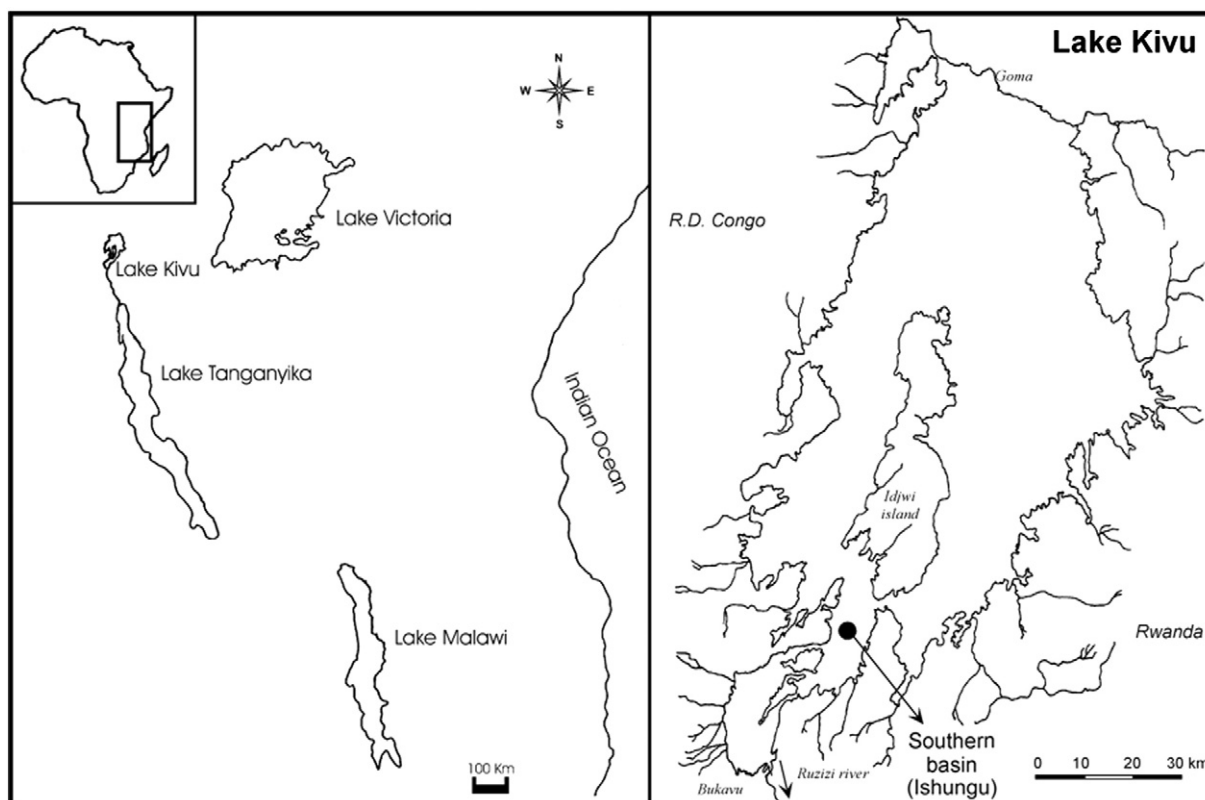 N
W E
S
Lake Victoria
Lake Kivu
Lake Tanganyika
Indian Ocean
Lake Malawi
100 Km
Lake Kivu
Goma
R.D. Congo
Idjwi
island
Rwanda
Southern
basin
(Ishungu)
Ruzizi river
Bukavu
0 10 20 30 km